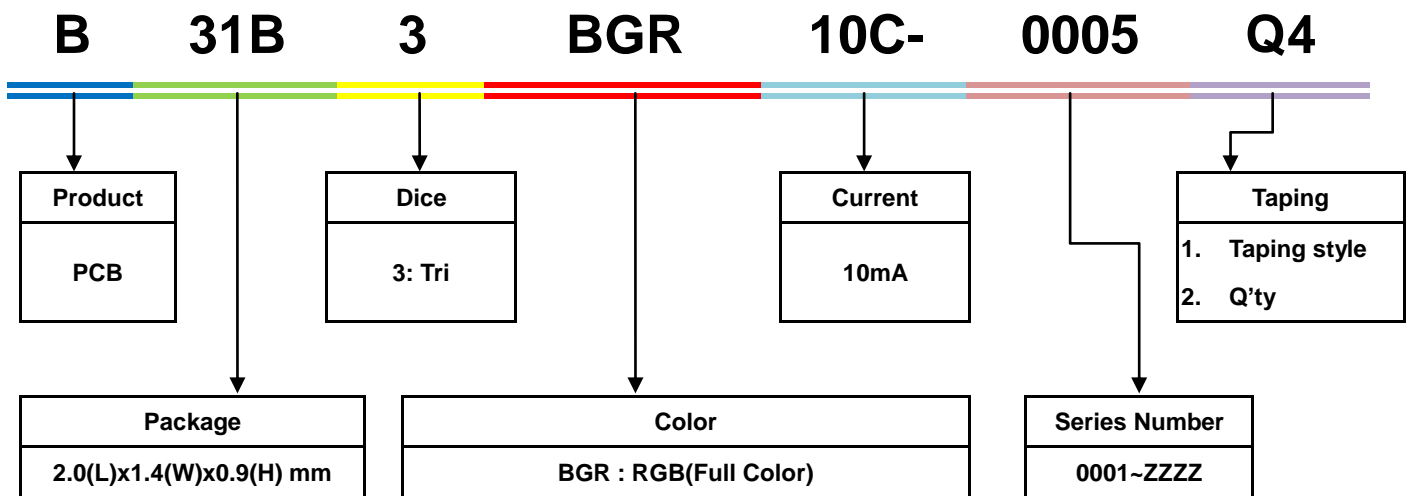 B 31B 3 BGR 10C- 0005 Q4
Product
PCB
Dice
3: Tri
Current
10mA
Taping
1. Taping style
2. Q’ty
Package
2.0(L)x1.4(W)x0.9(H) mm
Color
BGR : RGB(Full Color)
Series Number
0001~ZZZZ